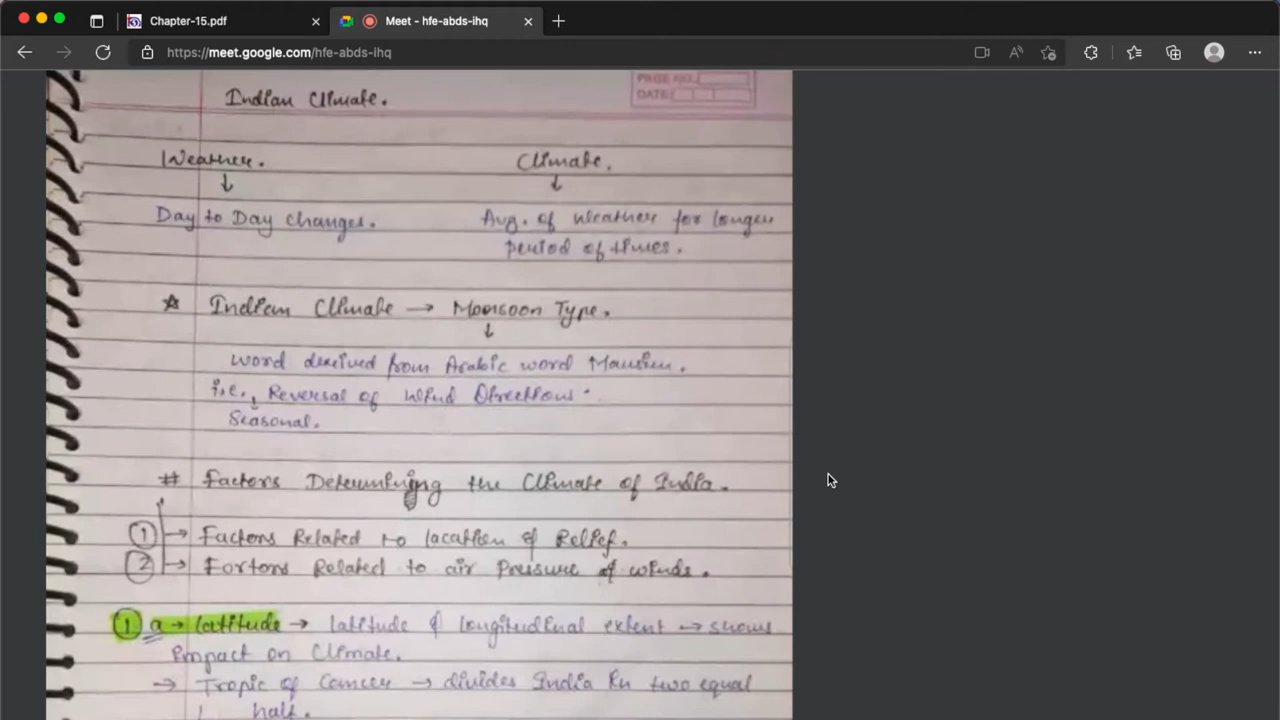 Chapter-15.pdf
Meet - hfe-abds-ihq
https://meet.google.com/hfe-abds-ihq
PAGE NO.
DATE
Indian Climate.
Weather. Climate.
Day to Day changes. Avg. of weather for longer
period of times.
Indian Climate → Monsoon Type.
word derived from Arabic word Mausim.
i.e., Reversal of wind Directions.
Seasonal.
# Factors Determining the Climate of India.
1 → Factors Related to location & Relief.
2 → Fortors Related to air pressure & winds.
1 a → latitude → latitude & longitudinal extent → shows
impact on Climate.
→ Tropic of Cancer → divides India in two equal
half.